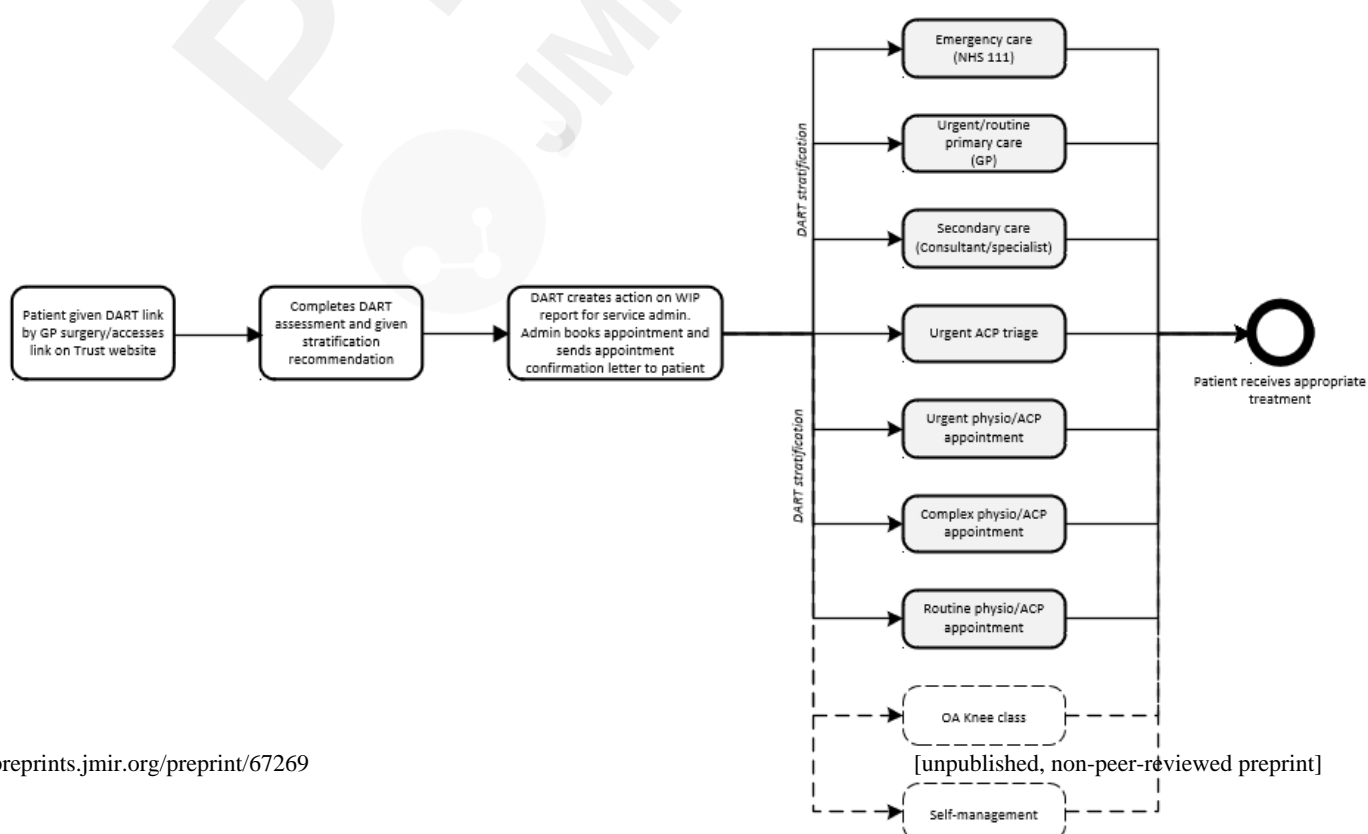 Patient given DART link
by GP surgery/accesses
link on Trust website
Completes DART
assessment and given
stratification
recommendation
DART creates action on WIP
report for service admin.
Admin books appointment and
sends appointment
confirmation letter to patient
DART stratification
DART stratification
Emergency care
(NHS 111)
Urgent/routine
primary care
(GP)
Secondary care
(Consultant/specialist)
Urgent ACP triage
Urgent physio/ACP
appointment
Complex physio/ACP
appointment
Routine physio/ACP
appointment
OA Knee class
Self-management
Patient receives appropriate
treatment
preprints.jmir.org/preprint/67269
[unpublished, non-peer-reviewed preprint]